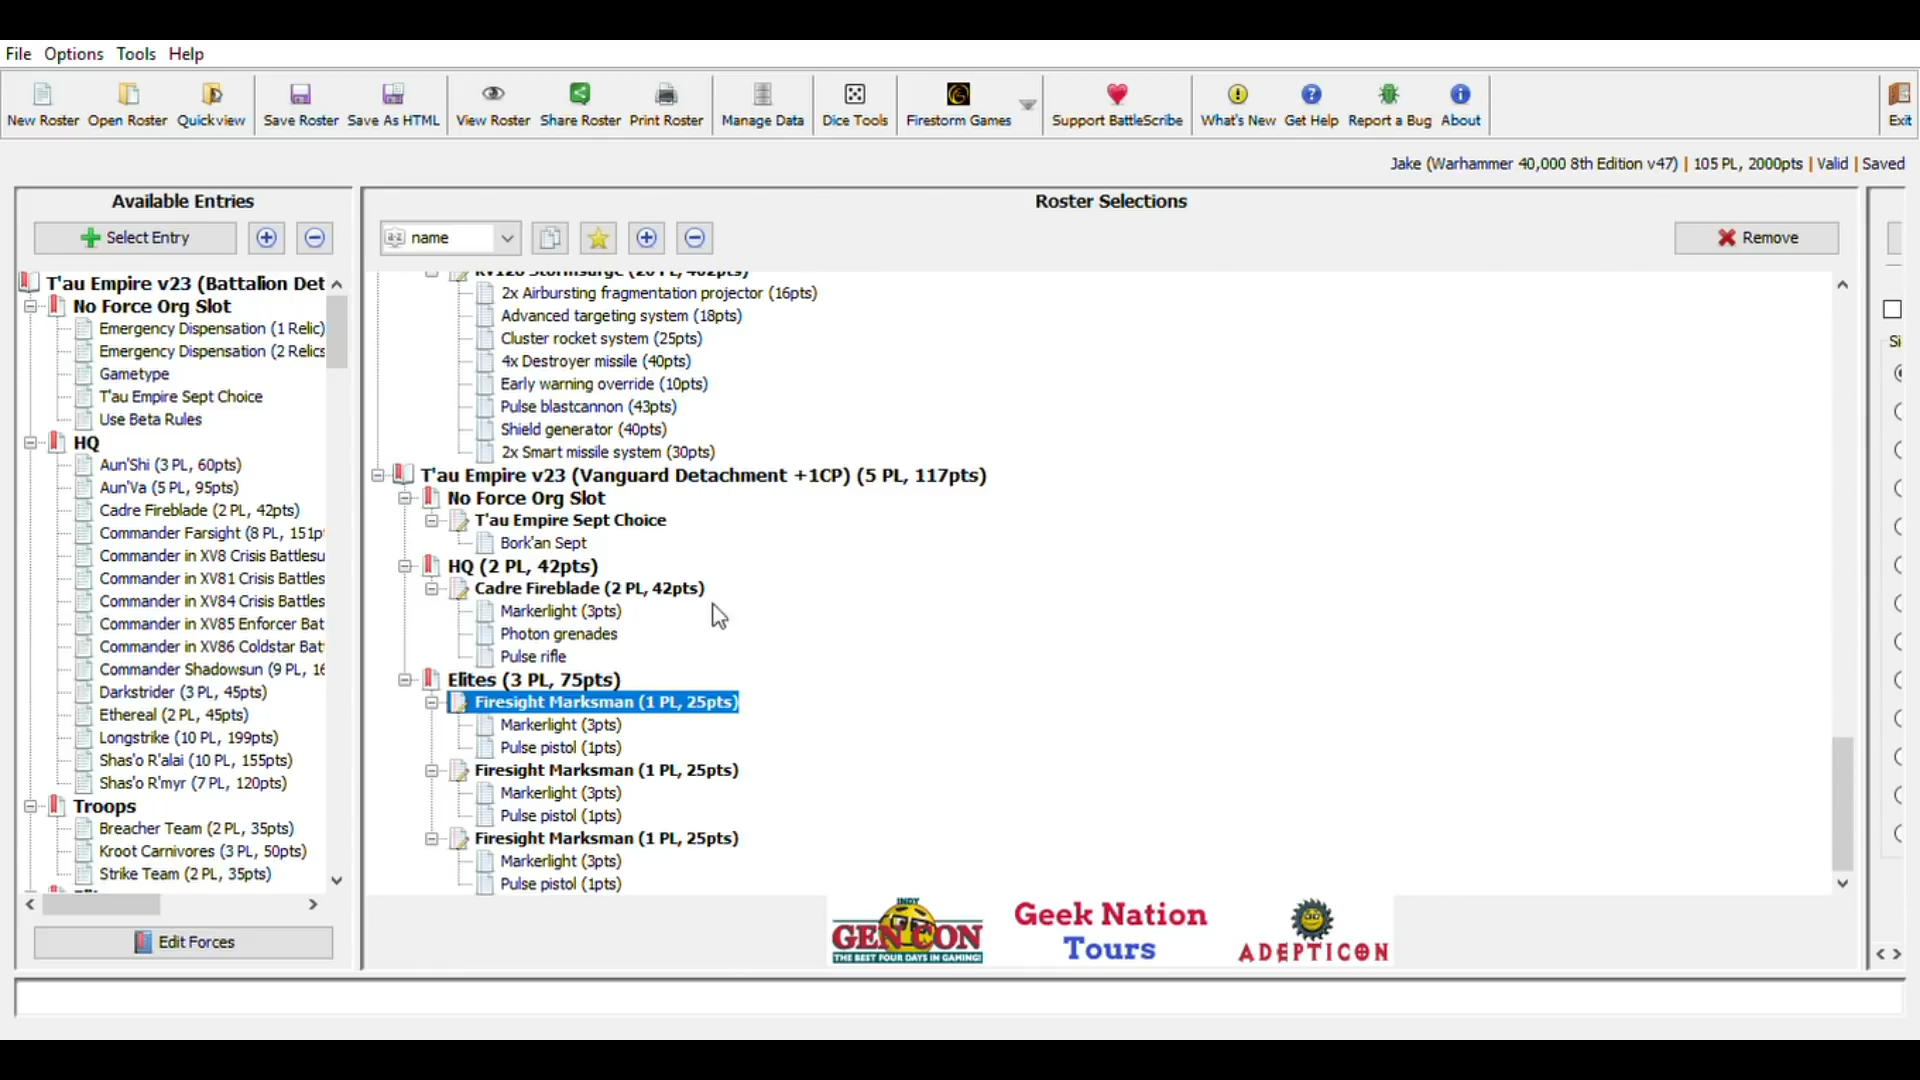 File Options Tools Help
New Roster Open Roster Quickview Save Roster Save As HTML View Roster Share Roster Print Roster Manage Data Dice Tools Firestorm Games Support BattleScribe What's New Get Help Report a Bug About Exit
Jake (Warhammer 40,000 8th Edition v47) | 105 PL, 2000pts | Valid | Saved
Available Entries
Select Entry
T'au Empire v23 (Battalion Det
No Force Org Slot
Emergency Dispensation (1 Relic)
Emergency Dispensation (2 Relics
Gametype
T'au Empire Sept Choice
Use Beta Rules
HQ
Aun'Shi (3 PL, 60pts)
Aun'Va (5 PL, 95pts)
Cadre Fireblade (2 PL, 42pts)
Commander Farsight (8 PL, 151p
Commander in XV8 Crisis Battlesu
Commander in XV81 Crisis Battles
Commander in XV84 Crisis Battles
Commander in XV85 Enforcer Bat
Commander in XV86 Coldstar Bat
Commander Shadowsun (9 PL, 16
Darkstrider (3 PL, 45pts)
Ethereal (2 PL, 45pts)
Longstrike (10 PL, 199pts)
Shas'o R'alai (10 PL, 155pts)
Shas'o R'myr (7 PL, 120pts)
Troops
Breacher Team (2 PL, 35pts)
Kroot Carnivores (3 PL, 50pts)
Strike Team (2 PL, 35pts)
Edit Forces
Roster Selections
name
Remove
2x Airbursting fragmentation projector (16pts)
Advanced targeting system (18pts)
Cluster rocket system (25pts)
4x Destroyer missile (40pts)
Early warning override (10pts)
Pulse blastcannon (43pts)
Shield generator (40pts)
2x Smart missile system (30pts)
T'au Empire v23 (Vanguard Detachment +1CP) (5 PL, 117pts)
No Force Org Slot
T'au Empire Sept Choice
Bork'an Sept
HQ (2 PL, 42pts)
Cadre Fireblade (2 PL, 42pts)
Markerlight (3pts)
Photon grenades
Pulse rifle
Elites (3 PL, 75pts)
Firesight Marksman (1 PL, 25pts)
Markerlight (3pts)
Pulse pistol (1pts)
Firesight Marksman (1 PL, 25pts)
Markerlight (3pts)
Pulse pistol (1pts)
Firesight Marksman (1 PL, 25pts)
Markerlight (3pts)
Pulse pistol (1pts)
Si
INDY
GEN CON
THE BEST FOUR DAYS IN GAMING!
Geek Nation
Tours
ADEPTICON